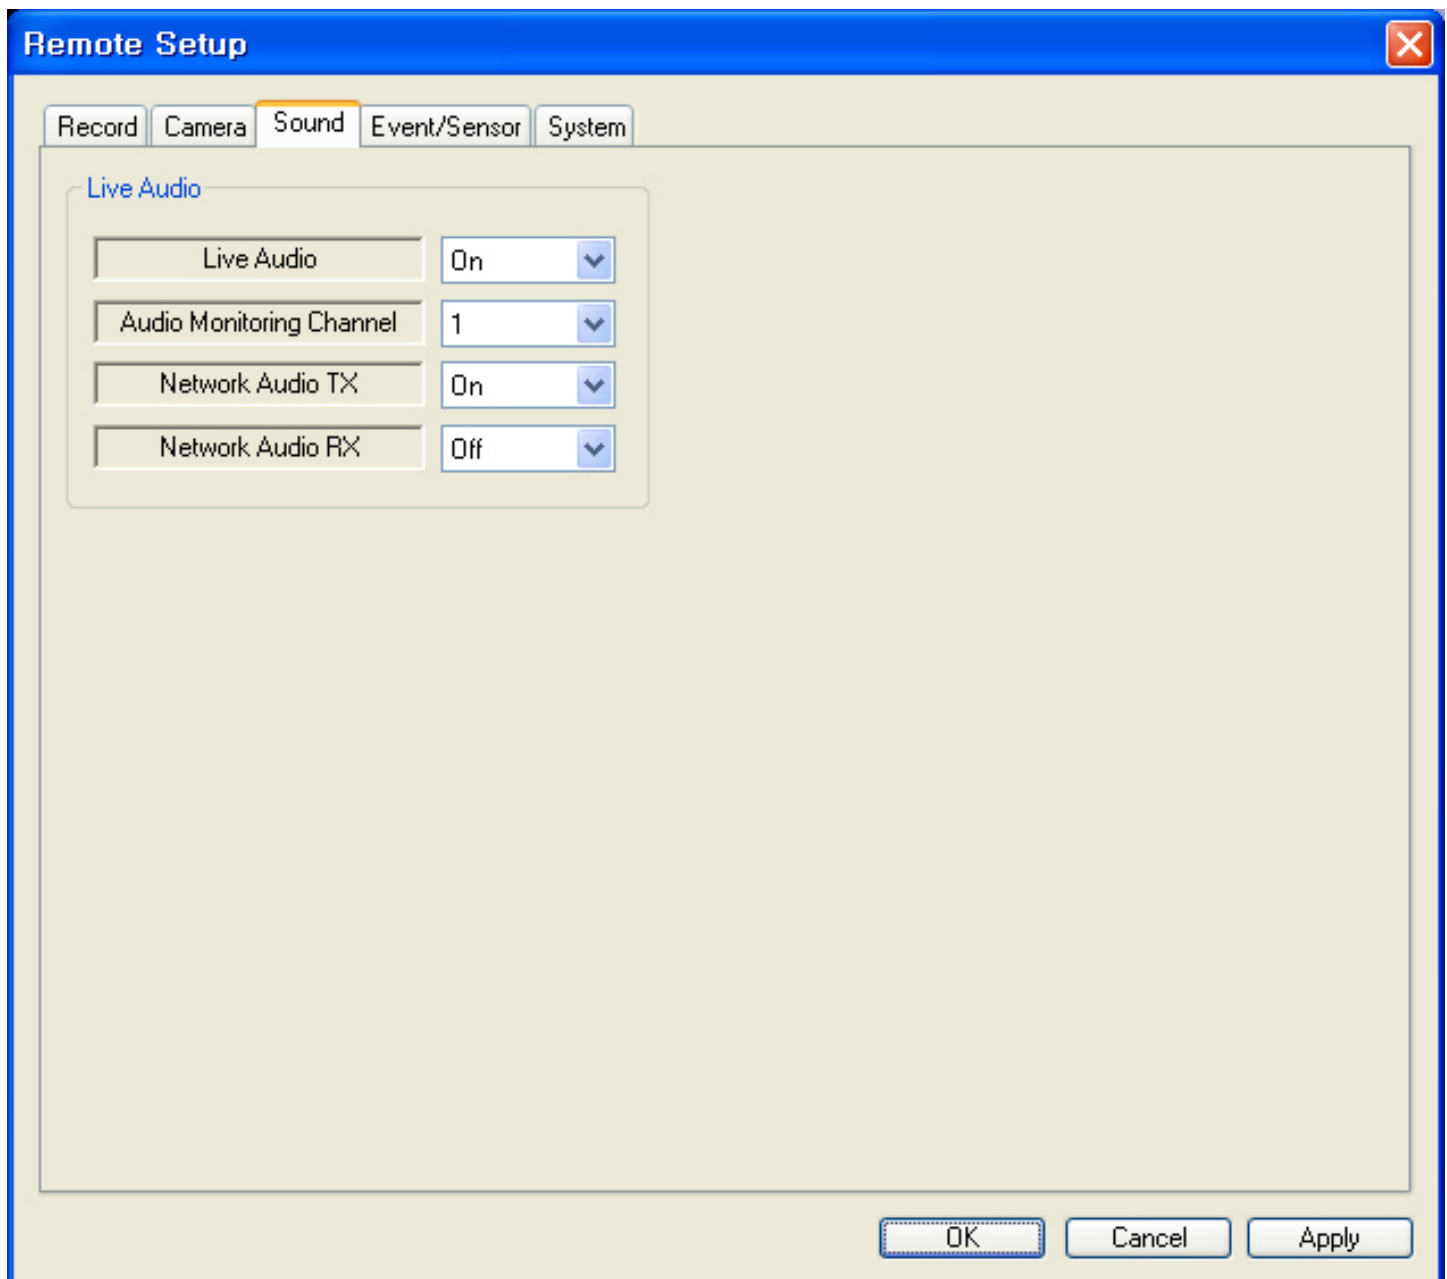 Remote Setup
Record Camera Sound Event/Sensor System
Live Audio
Live Audio On
Audio Monitoring Channel 1
Network Audio TX On
Network Audio RX Off
OK Cancel Apply